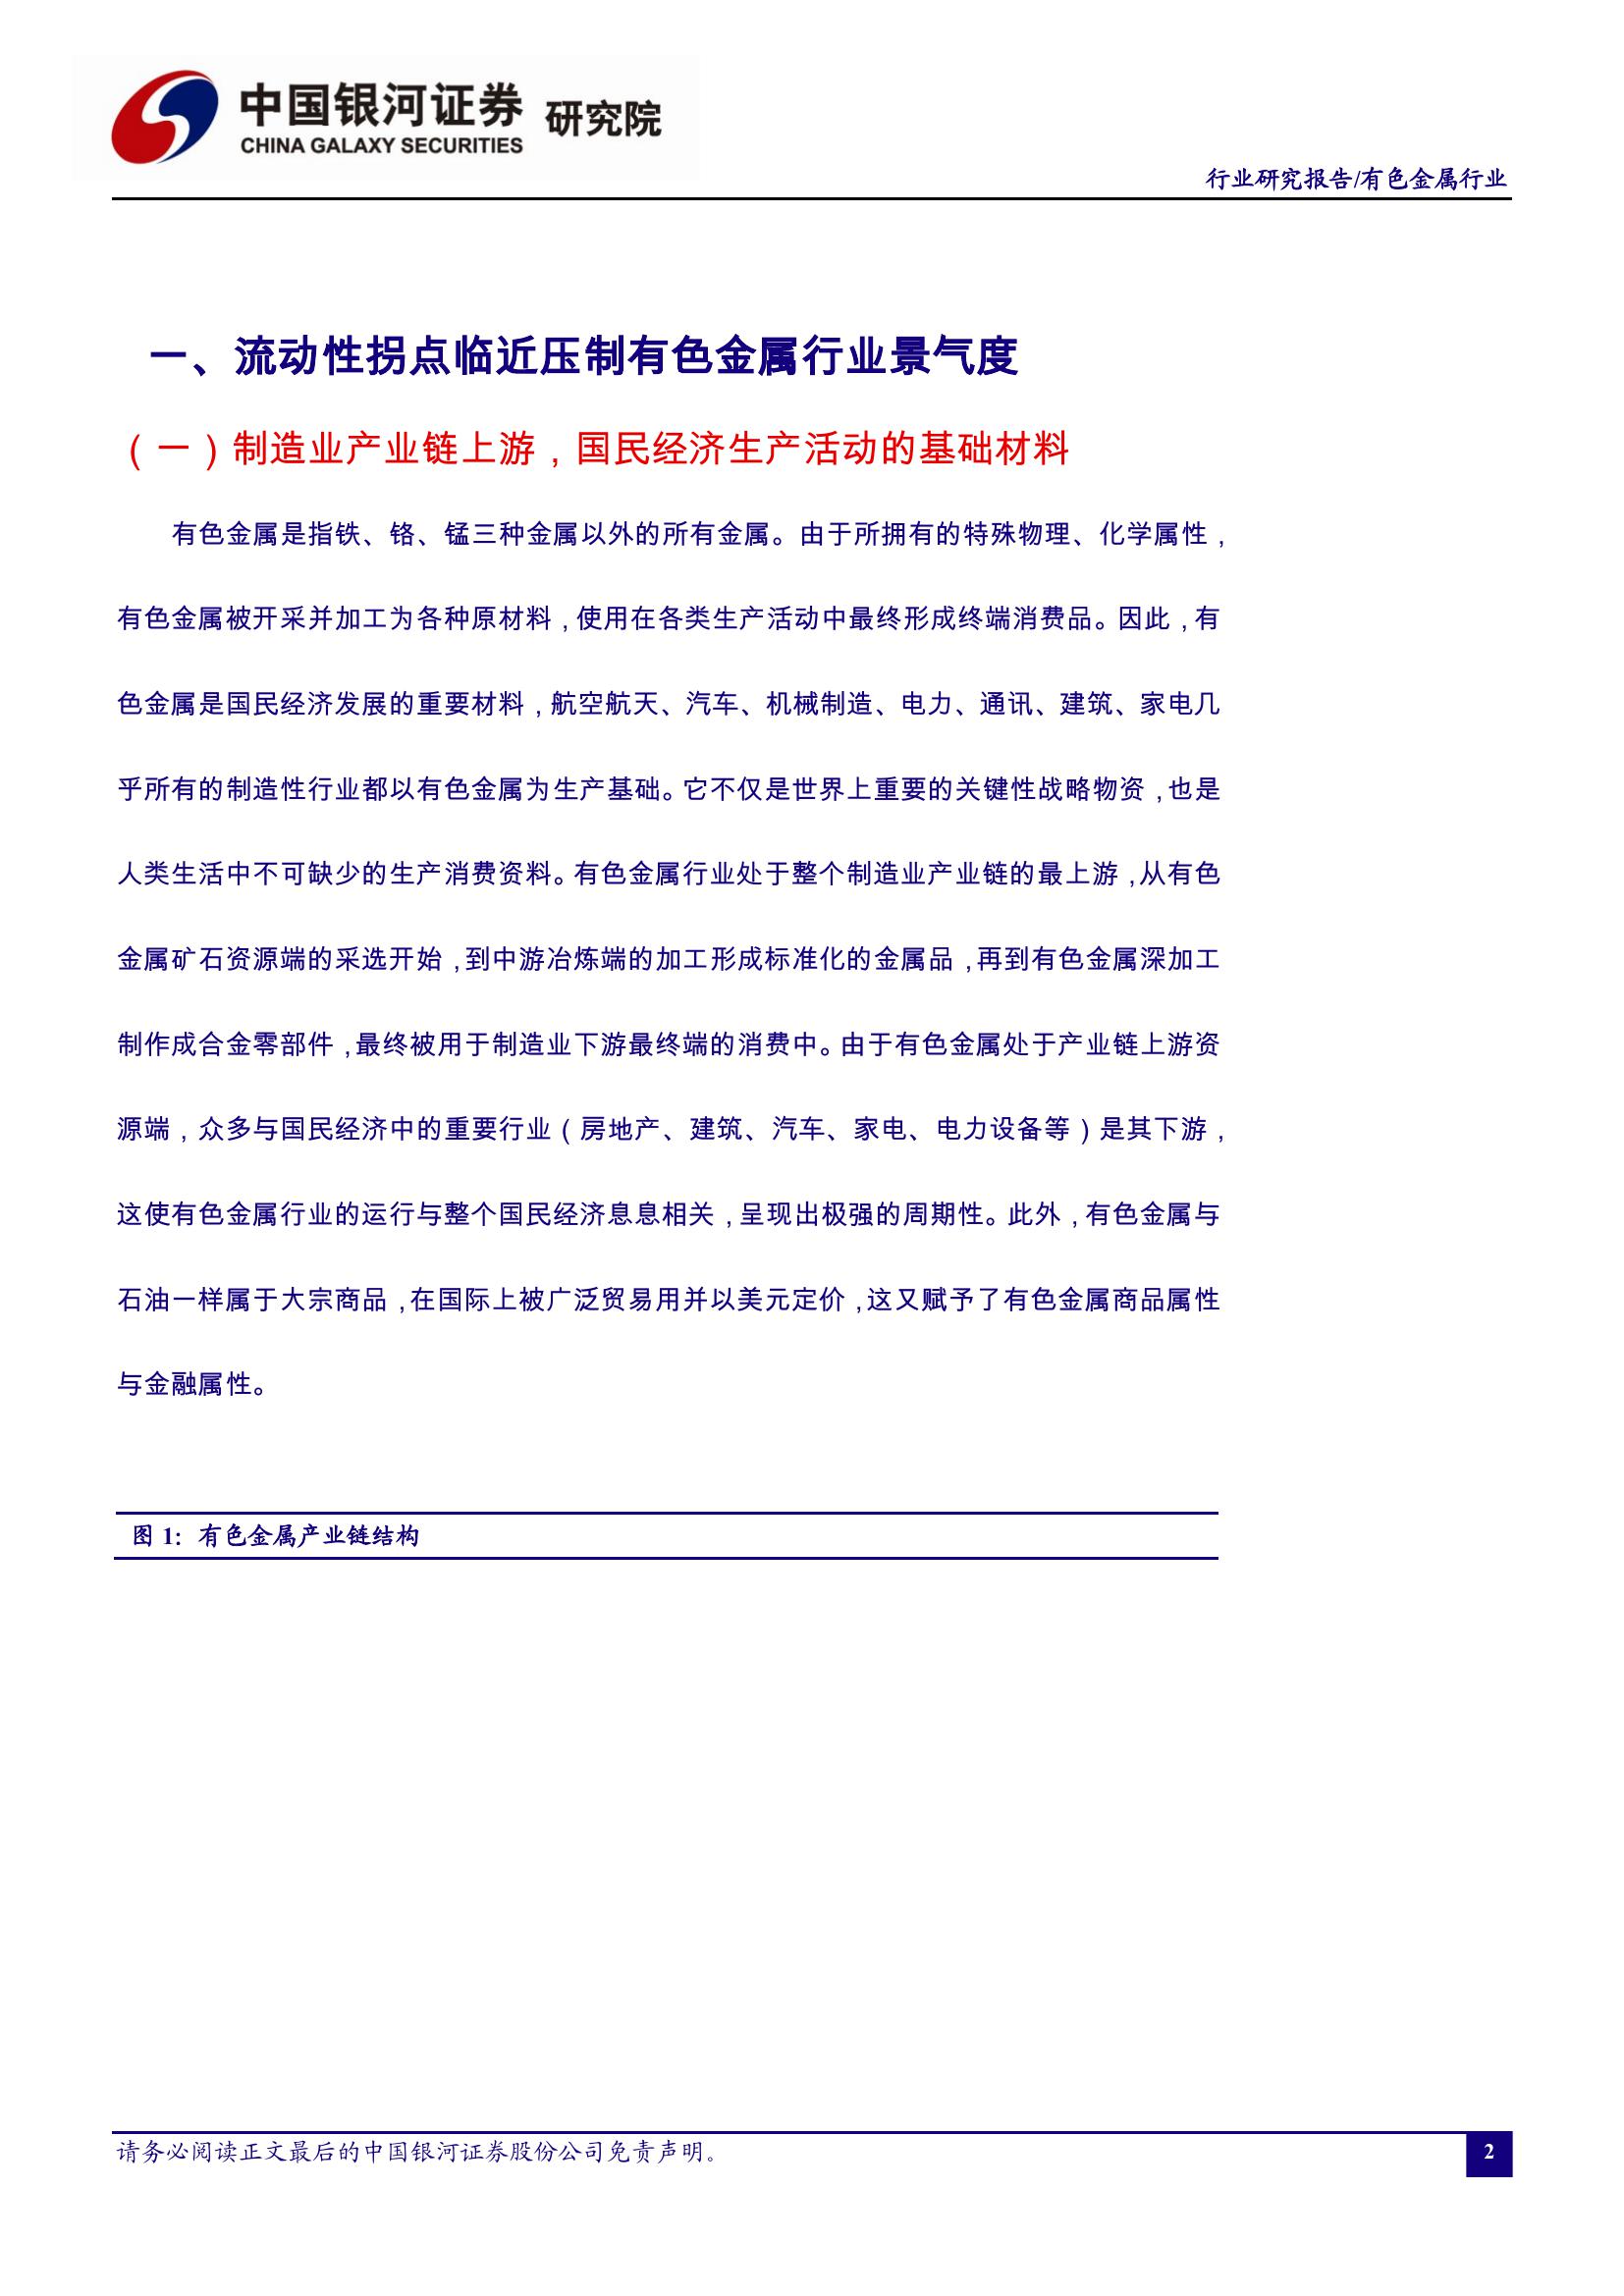 中国银河证券 研究院
CHINA GALAXY SECURITIES
行业研究报告/有色金属行业
一、流动性拐点临近压制有色金属行业景气度
（一）制造业产业链上游，国民经济生产活动的基础材料
有色金属是指铁、铬、锰三种金属以外的所有金属。由于所拥有的特殊物理、化学属性，
有色金属被开采并加工为各种原材料，使用在各类生产活动中最终形成终端消费品。因此，有
色金属是国民经济发展的重要材料，航空航天、汽车、机械制造、电力、通讯、建筑、家电几
乎所有的制造性行业都以有色金属为生产基础。它不仅是世界上重要的关键性战略物资，也是
人类生活中不可缺少的生产消费资料。有色金属行业处于整个制造业产业链的最上游，从有色
金属矿石资源端的采选开始，到中游冶炼端的加工形成标准化的金属品，再到有色金属深加工
制作成合金零部件，最终被用于制造业下游最终端的消费中。由于有色金属处于产业链上游资
源端，众多与国民经济中的重要行业（房地产、建筑、汽车、家电、电力设备等）是其下游，
这使有色金属行业的运行与整个国民经济息息相关，呈现出极强的周期性。此外，有色金属与
石油一样属于大宗商品，在国际上被广泛贸易用并以美元定价，这又赋予了有色金属商品属性
与金融属性。
图 1：有色金属产业链结构
请务必阅读正文最后的中国银河证券股份公司免责声明。
2